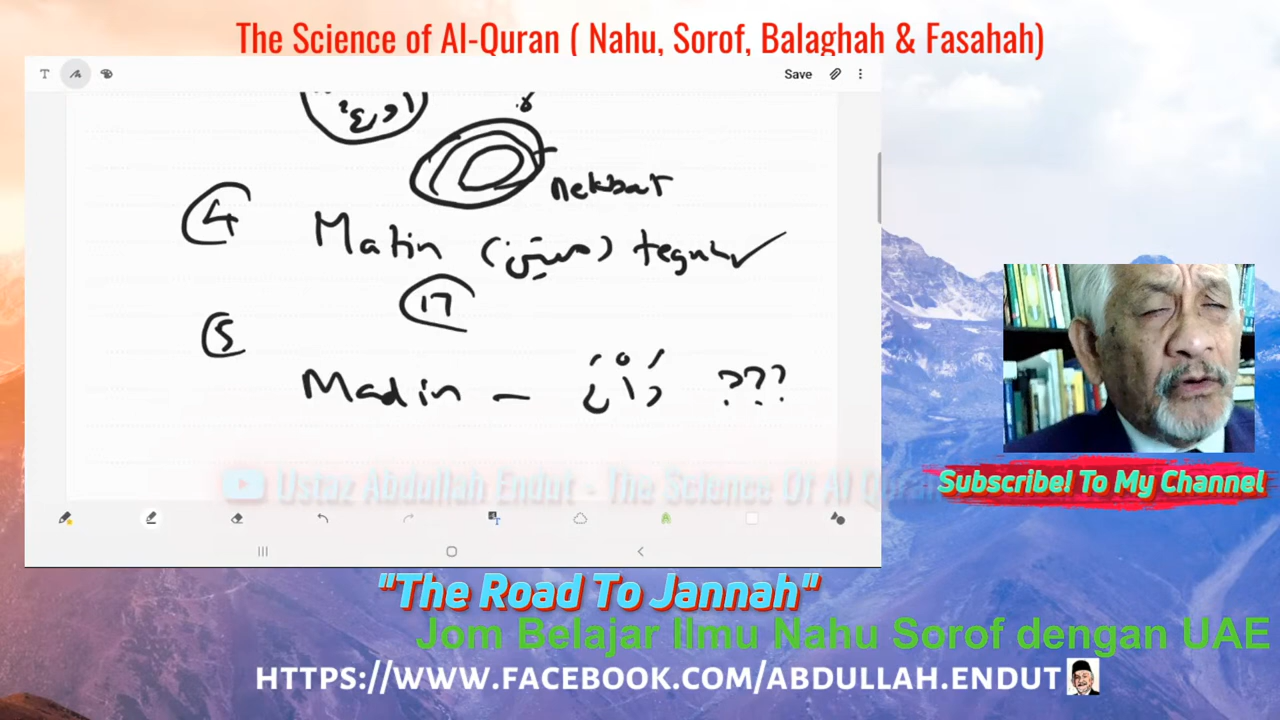 The Science of Al-Quran ( Nahu, Sorof, Balaghah & Fasahah)
T
Save
nekbat
4 Matin (متين) teguh ✓
17
5
Madin – ???
Ustaz Abdullah Endut - The Science Of Al Quran
Subscribe! To My Channel
"The Road To Jannah"
Jom Belajar Ilmu Nahu Sorof dengan UAE
HTTPS://WWW.FACEBOOK.COM/ABDULLAH.ENDUT